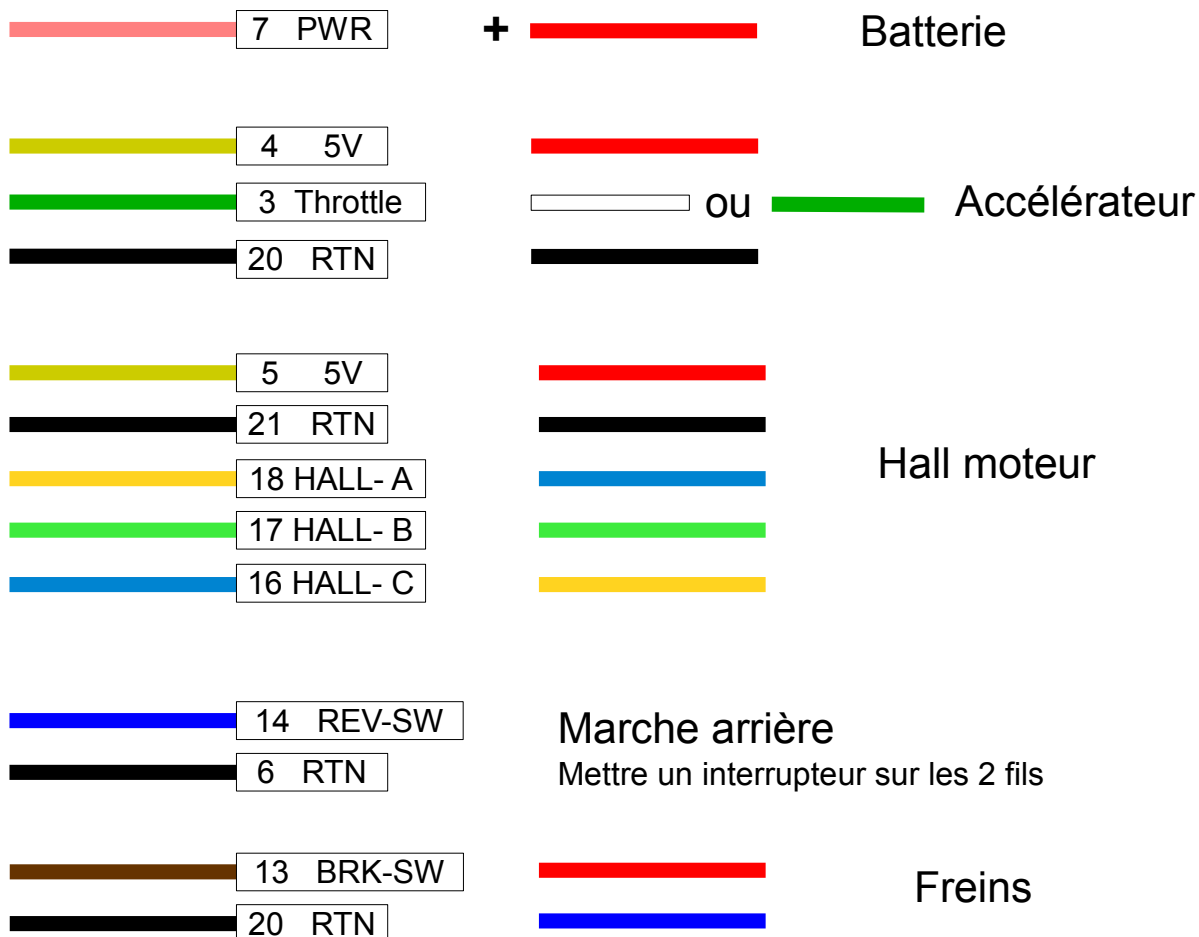 7 PWR + Batterie
4 5V
3 Throttle ou Accélérateur
20 RTN
5 5V
21 RTN
18 HALL- A
Hall moteur
17 HALL- B
16 HALL- C
14 REV-SW
Marche arrière
6 RTN
Mettre un interrupteur sur les 2 fils
13 BRK-SW
Freins
20 RTN